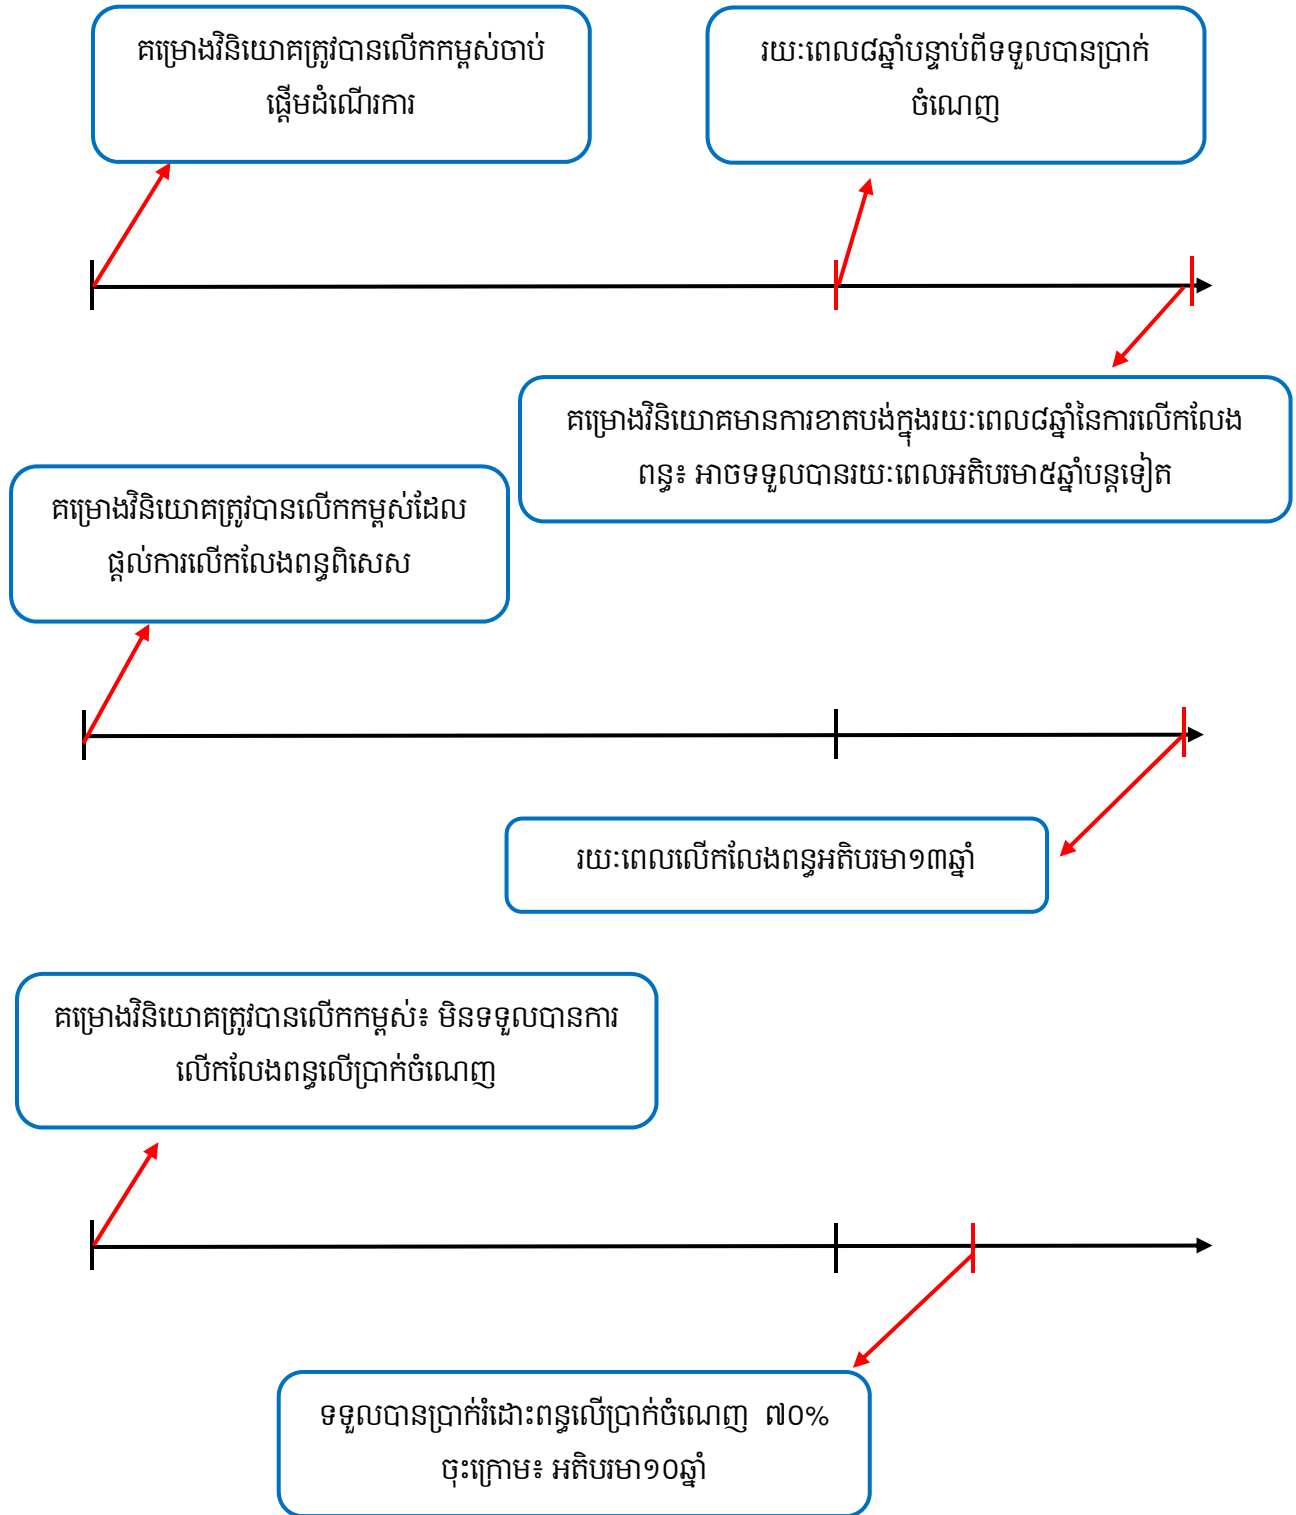 គម្រោងវិនិយោគត្រូវបានលើកកម្ពស់ចាប់
ផ្តើមដំណើរការ
រយៈពេល៨ឆ្នាំបន្ទាប់ពីទទួលបានប្រាក់
ចំណេញ
គម្រោងវិនិយោគមានការខាតបង់ក្នុងរយៈពេល៨ឆ្នាំនៃការលើកលែង
ពន្ធ៖ អាចទទួលបានរយៈពេលអតិបរមា៥ឆ្នាំបន្តទៀត
គម្រោងវិនិយោគត្រូវបានលើកកម្ពស់ដែល
ផ្តល់ការលើកលែងពន្ធពិសេស
រយៈពេលលើកលែងពន្ធអតិបរមា១៣ឆ្នាំ
គម្រោងវិនិយោគត្រូវបានលើកកម្ពស់៖ មិនទទួលបានការ
លើកលែងពន្ធលើប្រាក់ចំណេញ
ទទួលបានប្រាក់រំដោះពន្ធលើប្រាក់ចំណេញ ៧០%
ចុះក្រោម៖ អតិបរមា១០ឆ្នាំ